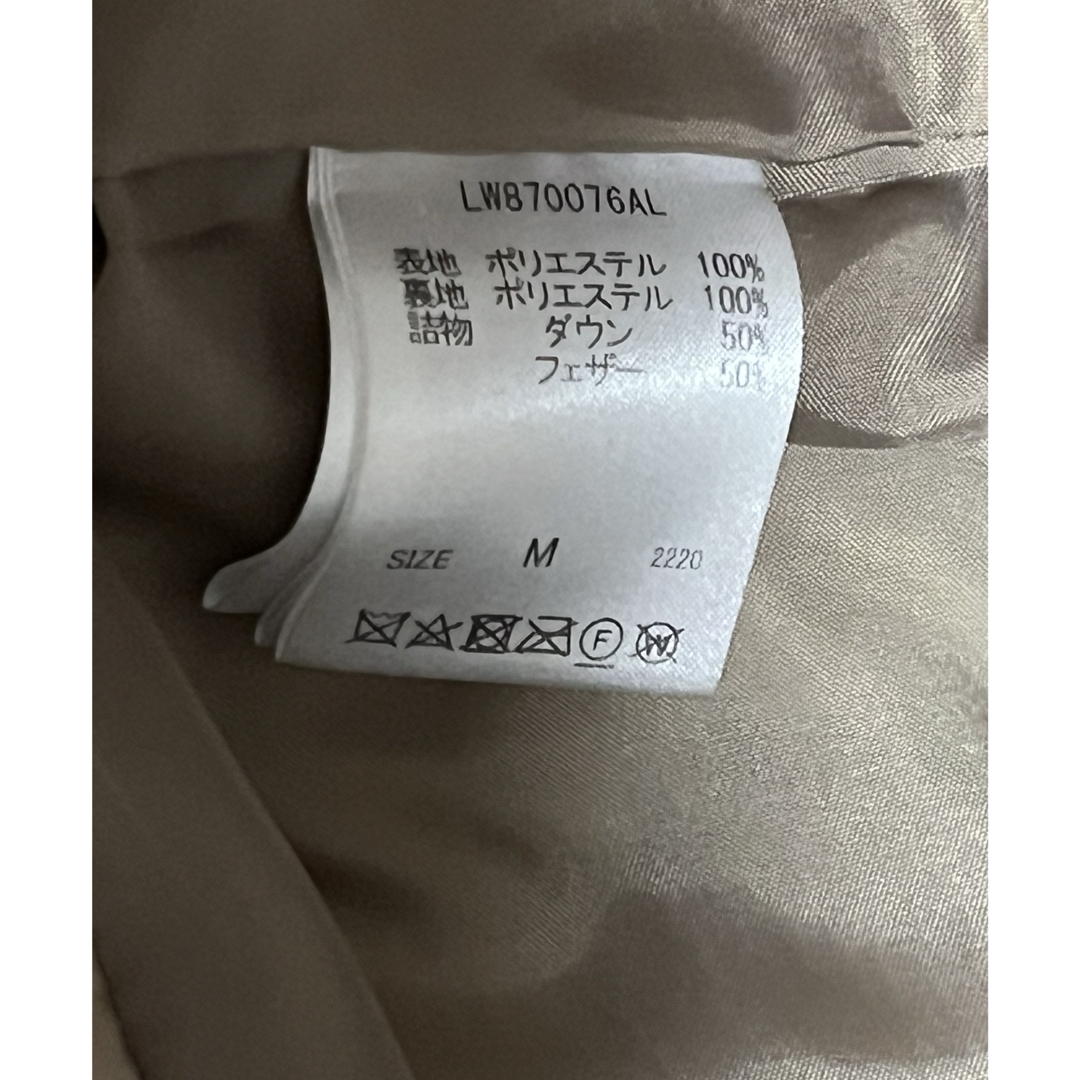 LW870076AL
表地 ポリエステル 100%
裏地 ポリエステル 100%
詰物 ダウン 50%
フェザー 50%
SIZE M 2220
F W